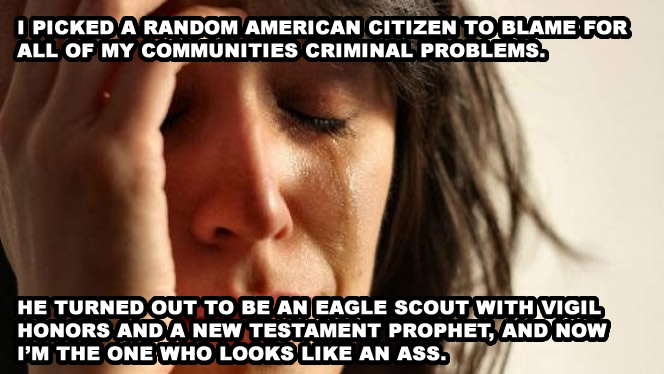 I PICKED A RANDOM AMERICAN CITIZEN TO BLAME FOR
ALL OF MY COMMUNITIES CRIMINAL PROBLEMS.
HE TURNED OUT TO BE AN EAGLE SCOUT WITH VIGIL
HONORS AND A NEW TESTAMENT PROPHET, AND NOW
I'M THE ONE WHO LOOKS LIKE AN ASS.